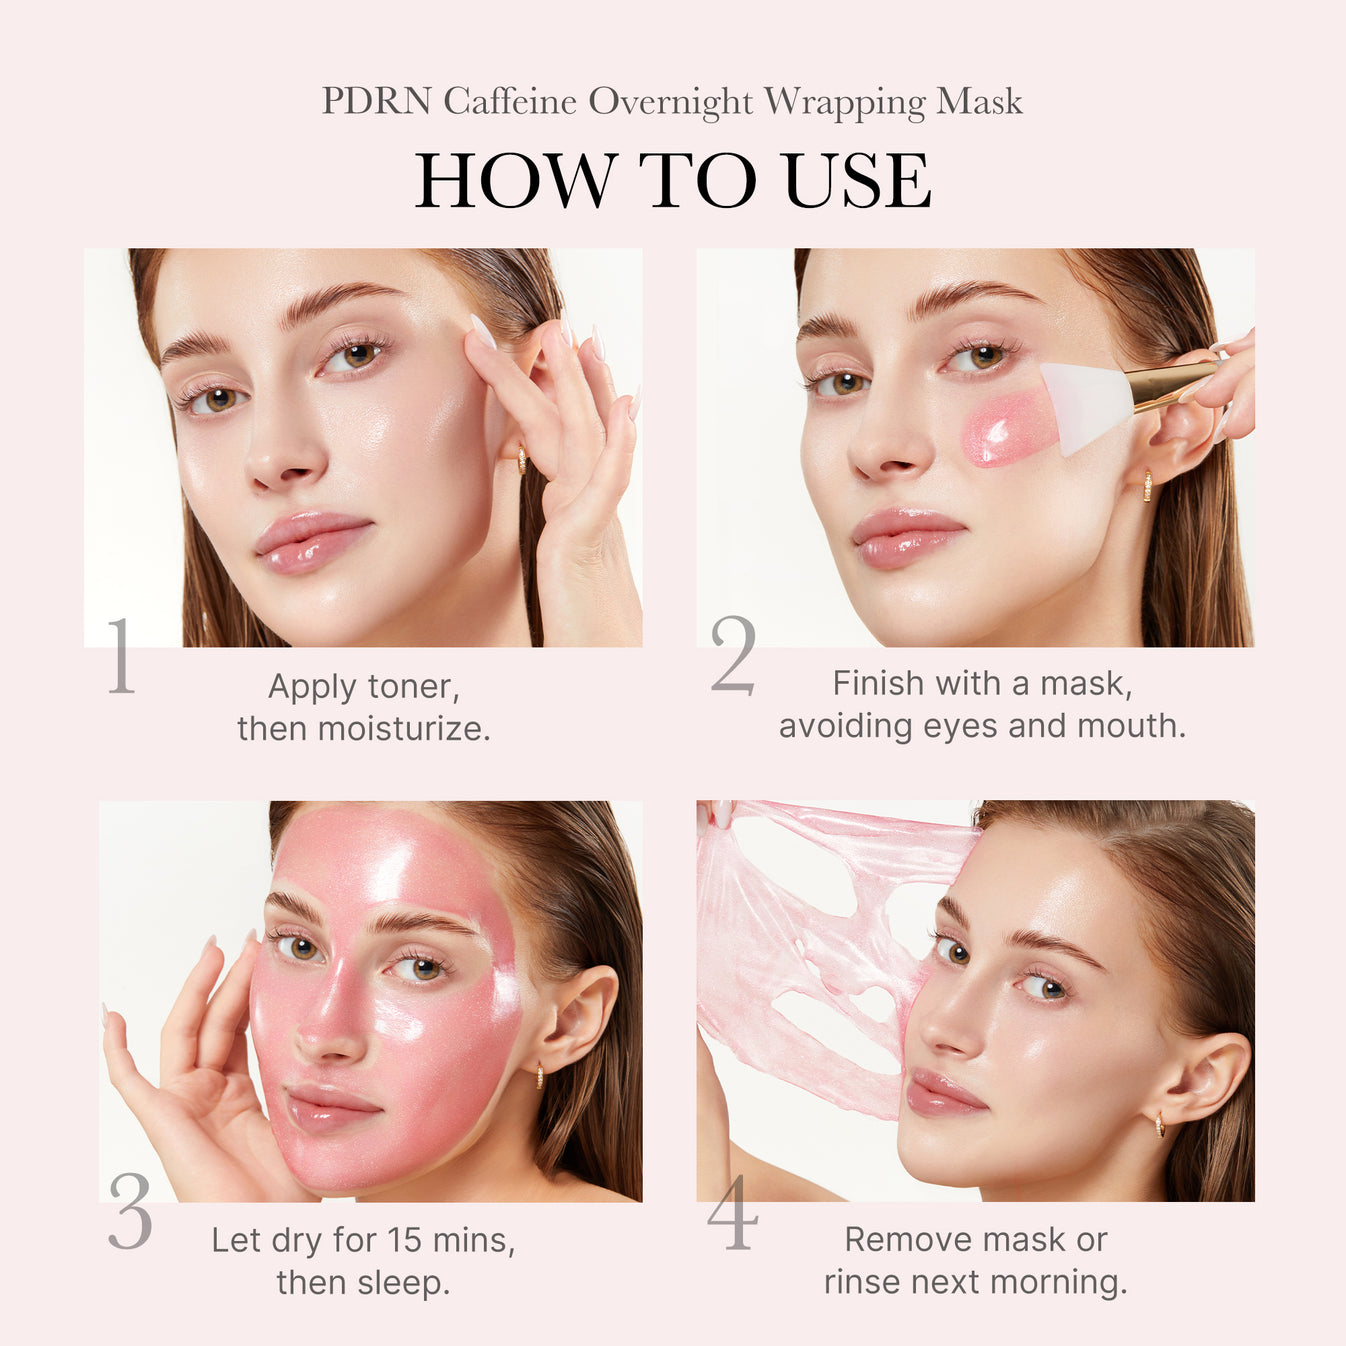 PDRN Caffeine Overnight Wrapping Mask
HOW TO USE
1
Apply toner,
then moisturize.
2
Finish with a mask,
avoiding eyes and mouth.
3
Let dry for 15 mins,
then sleep.
4
Remove mask or
rinse next morning.